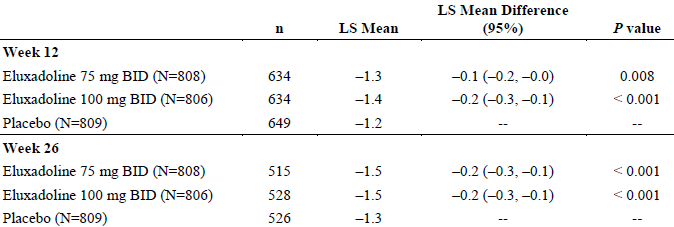 LS Mean Difference
n LS Mean (95%) P value
Week 12
Eluxadoline 75 mg BID (N=808) 634 –1.3 –0.1 (–0.2, –0.0) 0.008
Eluxadoline 100 mg BID (N=806) 634 –1.4 –0.2 (–0.3, –0.1) < 0.001
Placebo (N=809) 649 –1.2 -- --
Week 26
Eluxadoline 75 mg BID (N=808) 515 –1.5 –0.2 (–0.3, –0.1) < 0.001
Eluxadoline 100 mg BID (N=806) 528 –1.5 –0.2 (–0.3, –0.1) < 0.001
Placebo (N=809) 526 –1.3 -- --